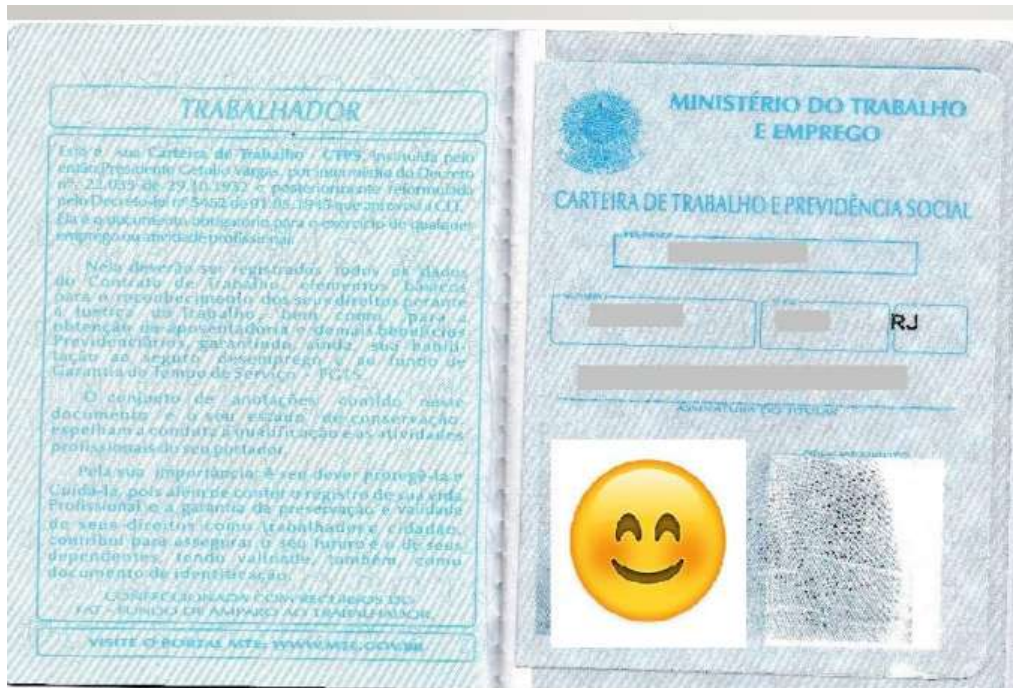 TRABALHADOR
Esta é sua Carteira de Trabalho - CTPS, instituída pelo
então Presidente Getulio Vargas, por intermédio do Decreto
nº 22.035 de 29.10.1932 e posteriormente reformulada
pelo Decreto-lei nº 5452 de 01.05.1943 que aprova a CLT.
Ela é o documento obrigatório para o exercício de qualquer
emprego ou atividade profissional.
Nela deverão ser registrados todos os dados
do Contrato de Trabalho, elementos básicos
para o reconhecimento dos seus direitos perante
a Justiça do Trabalho, bem como, para a
obtenção de aposentadoria e demais benefícios
Previdenciários, garantindo, ainda, sua habili-
tação ao seguro desemprego e ao fundo de
Garantia do Tempo de Serviço - FGTS.
O conjunto de anotações contido neste
documento e o seu estado de conservação,
espelham a conduta, a qualificação e as atividades
profissionais do seu portador.
Pela sua importância, é seu dever protegê-la e
Cuidá-la, pois além de conter o registro de sua vida
Profissional e a garantia da preservação e validade
de seus direitos como trabalhador e cidadão,
contribui para assegurar o seu futuro e o de seus
dependentes, tendo validade, também, como
documento de identificação.
CONFECCIONADA COM RECURSOS DO
FAT - FUNDO DE AMPARO AO TRABALHADOR
VISITE O PORTAL MTE: WWW.MTE.GOV.BR
MINISTÉRIO DO TRABALHO
E EMPREGO
CARTEIRA DE TRABALHO E PREVIDÊNCIA SOCIAL
NÚMERO
RJ
ASSINATURA DO TITULAR